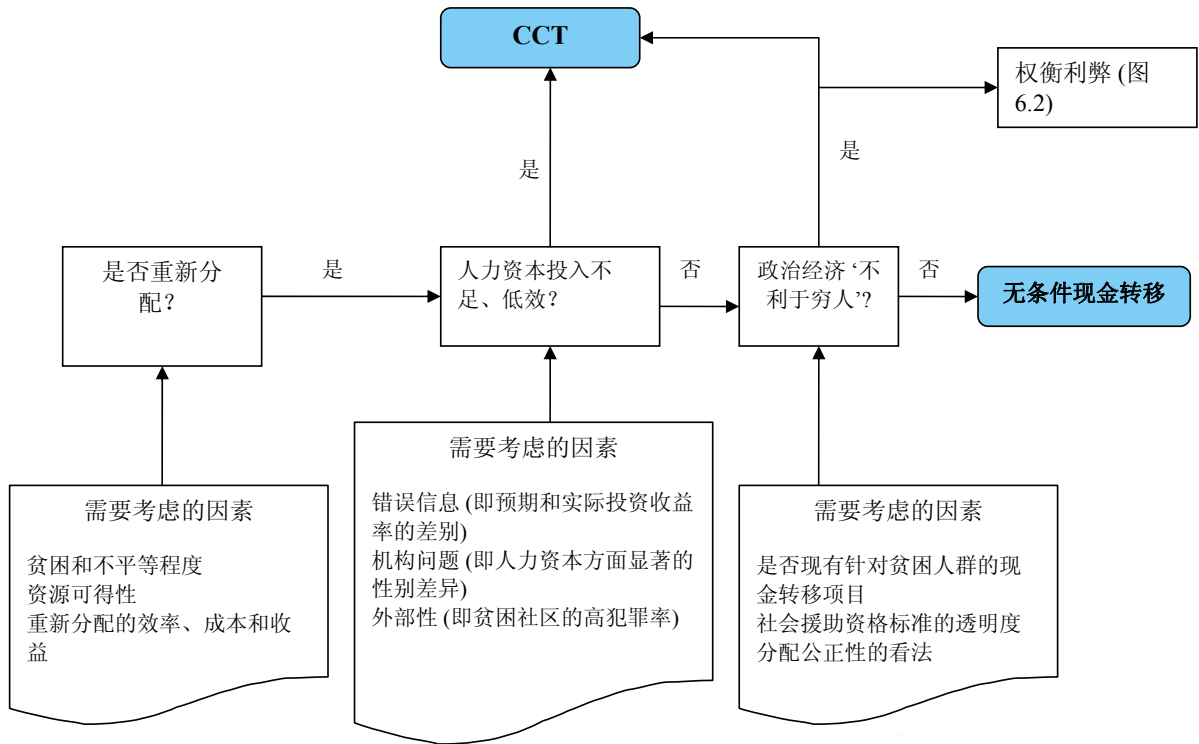 CCT
权衡利弊 (图
6.2)
是
是
是否重新分
配?
是
人力资本投入不
足、低效?
否
政治经济 ‘不
利于穷人’?
否
无条件现金转移
需要考虑的因素
贫困和不平等程度
资源可得性
重新分配的效率、成本和收
益
需要考虑的因素
错误信息 (即预期和实际投资收益
率的差别)
机构问题 (即人力资本方面显著的
性别差异)
外部性 (即贫困社区的高犯罪率)
需要考虑的因素
是否现有针对贫困人群的现
金转移项目
社会援助资格标准的透明度
分配公正性的看法